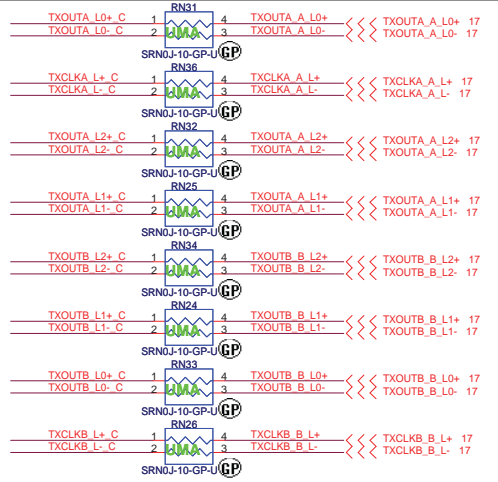 RN31
TXOUTA_L0+_C 1 4 TXOUTA_A_L0+ TXOUTA_A_L0+ 17
TXOUTA_L0-_C 2 UMA 3 TXOUTA_A_L0- TXOUTA_A_L0- 17
SRN0J-10-GP-U GP
RN36
TXCLKA_L+_C 1 4 TXCLKA_A_L+ TXCLKA_A_L+ 17
TXCLKA_L-_C 2 UMA 3 TXCLKA_A_L- TXCLKA_A_L- 17
SRN0J-10-GP-U GP
RN32
TXOUTA_L2+_C 1 4 TXOUTA_A_L2+ TXOUTA_A_L2+ 17
TXOUTA_L2-_C 2 UMA 3 TXOUTA_A_L2- TXOUTA_A_L2- 17
SRN0J-10-GP-U GP
RN25
TXOUTA_L1+_C 1 4 TXOUTA_A_L1+ TXOUTA_A_L1+ 17
TXOUTA_L1-_C 2 UMA 3 TXOUTA_A_L1- TXOUTA_A_L1- 17
SRN0J-10-GP-U GP
RN34
TXOUTB_L2+_C 1 4 TXOUTB_B_L2+ TXOUTB_B_L2+ 17
TXOUTB_L2-_C 2 UMA 3 TXOUTB_B_L2- TXOUTB_B_L2- 17
SRN0J-10-GP-U GP
RN24
TXOUTB_L1+_C 1 4 TXOUTB_B_L1+ TXOUTB_B_L1+ 17
TXOUTB_L1-_C 2 UMA 3 TXOUTB_B_L1- TXOUTB_B_L1- 17
SRN0J-10-GP-U GP
RN33
TXOUTB_L0+_C 1 4 TXOUTB_B_L0+ TXOUTB_B_L0+ 17
TXOUTB_L0-_C 2 UMA 3 TXOUTB_B_L0- TXOUTB_B_L0- 17
SRN0J-10-GP-U GP
RN26
TXCLKB_L+_C 1 4 TXCLKB_B_L+ TXCLKB_B_L+ 17
TXCLKB_L-_C 2 UMA 3 TXCLKB_B_L- TXCLKB_B_L- 17
SRN0J-10-GP-U GP